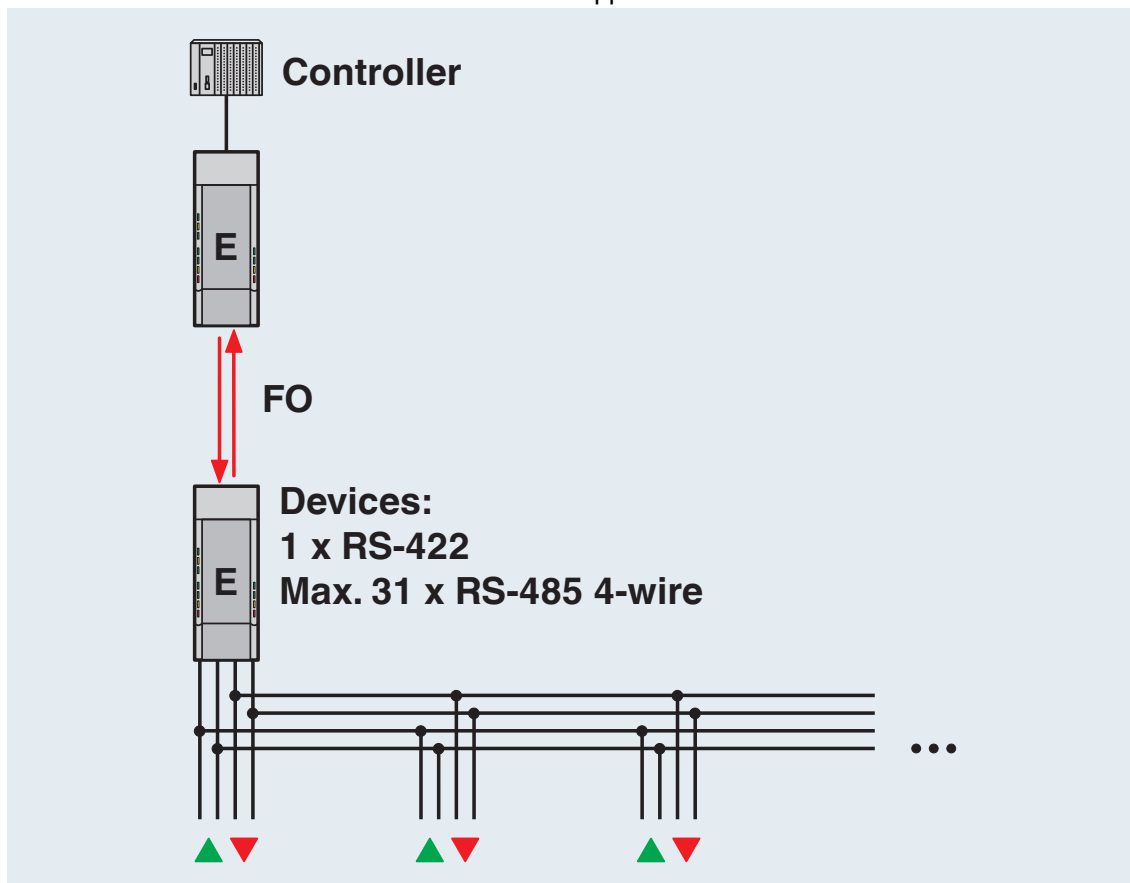 Controller
E
FO
Devices:
1 x RS-422
Max. 31 x RS-485 4-wire
E